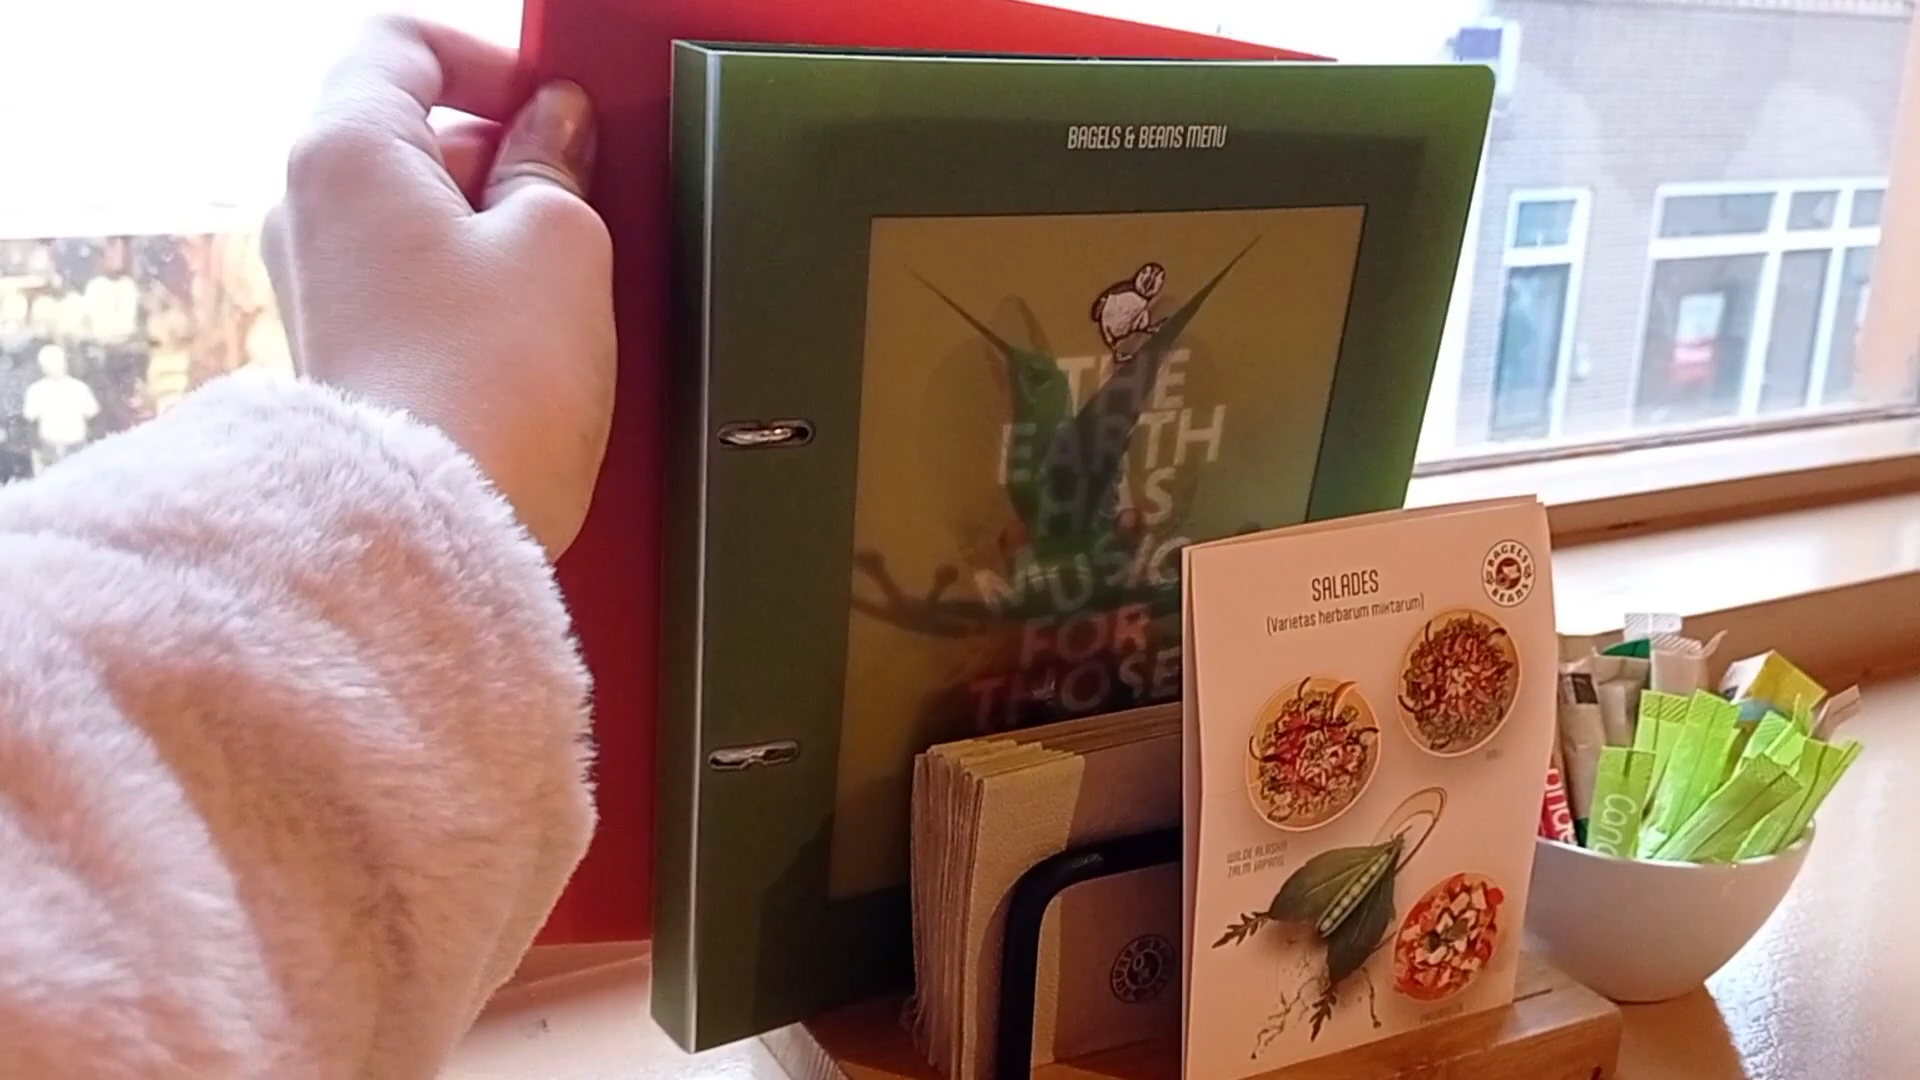 BAGELS & BEANS MENU
THE
EARTH
HAS
MUSIC
FOR
THOSE
SALADES
(Varietas herbarum mixtarum)
BAGELS
BEANS
WILDE ALASKA
ZALM JAPANS